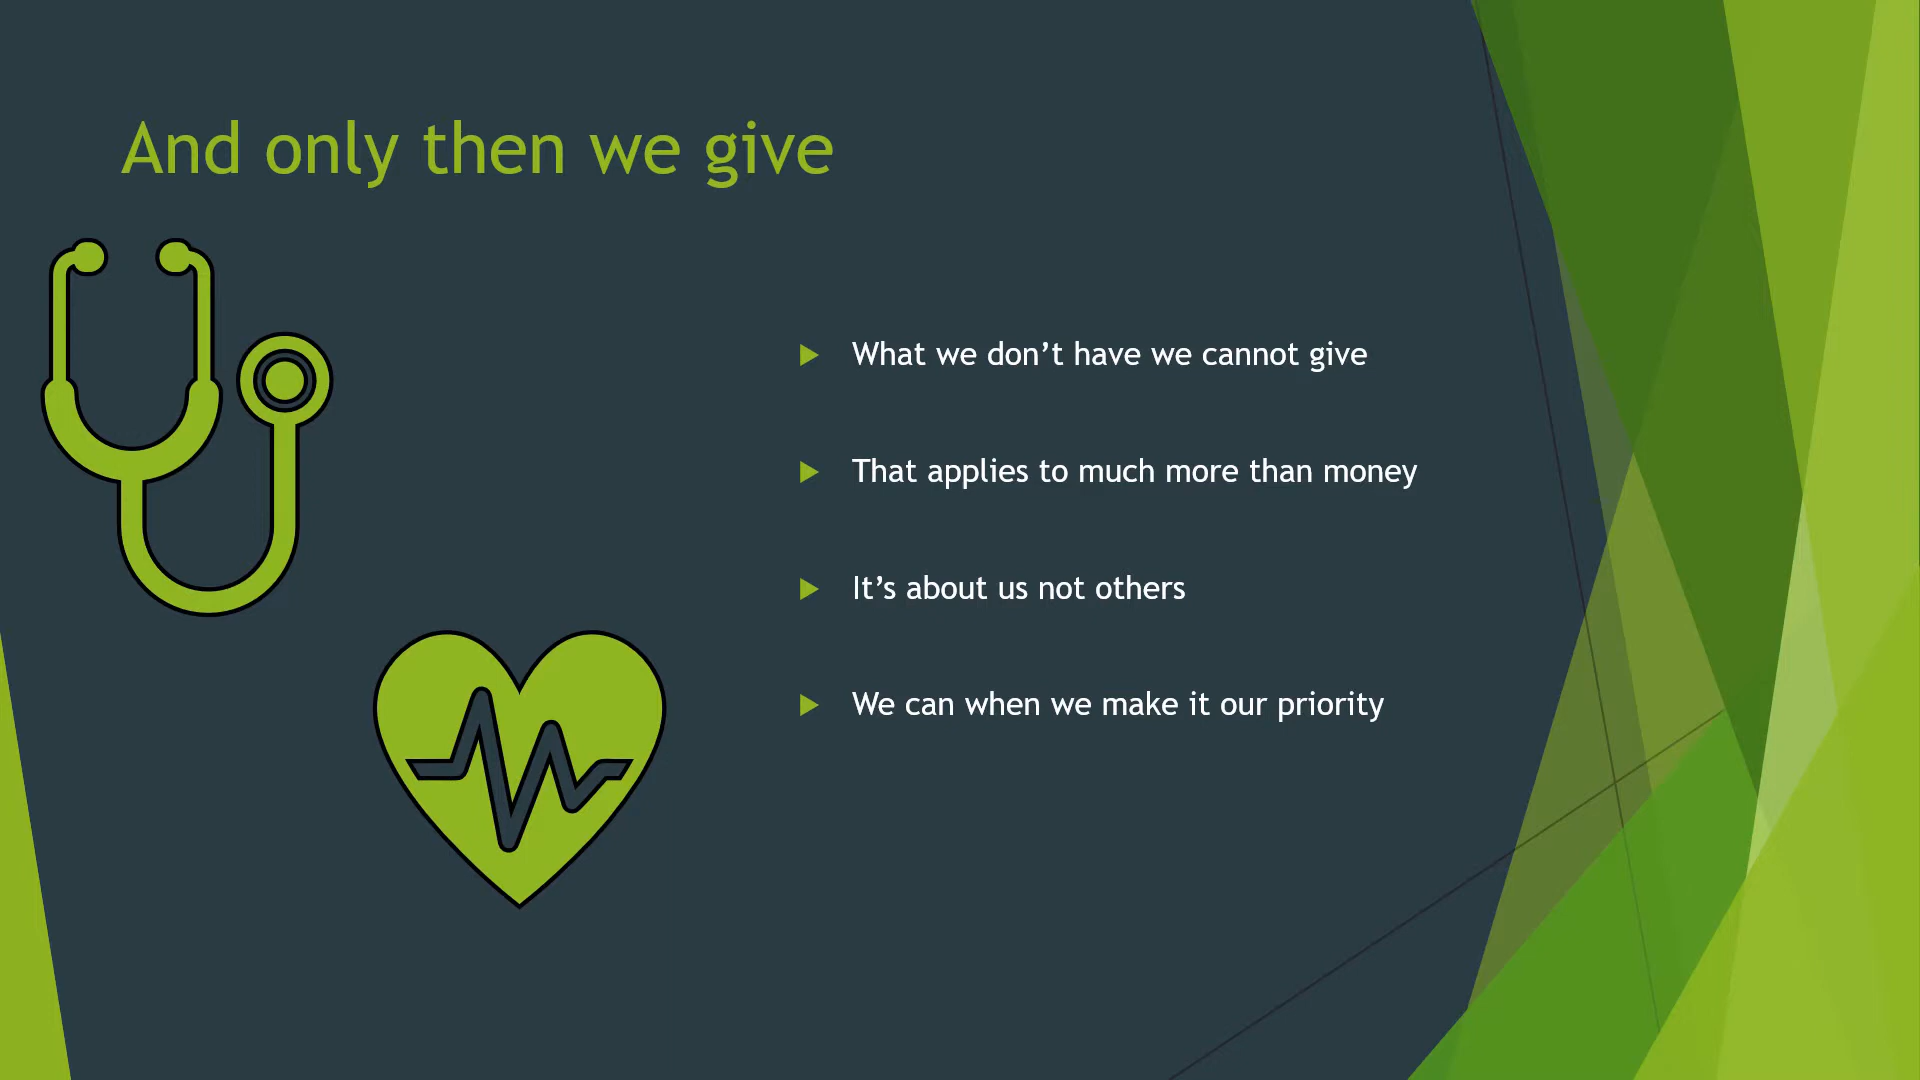 And only then we give
What we don’t have we cannot give
That applies to much more than money
It’s about us not others
We can when we make it our priority